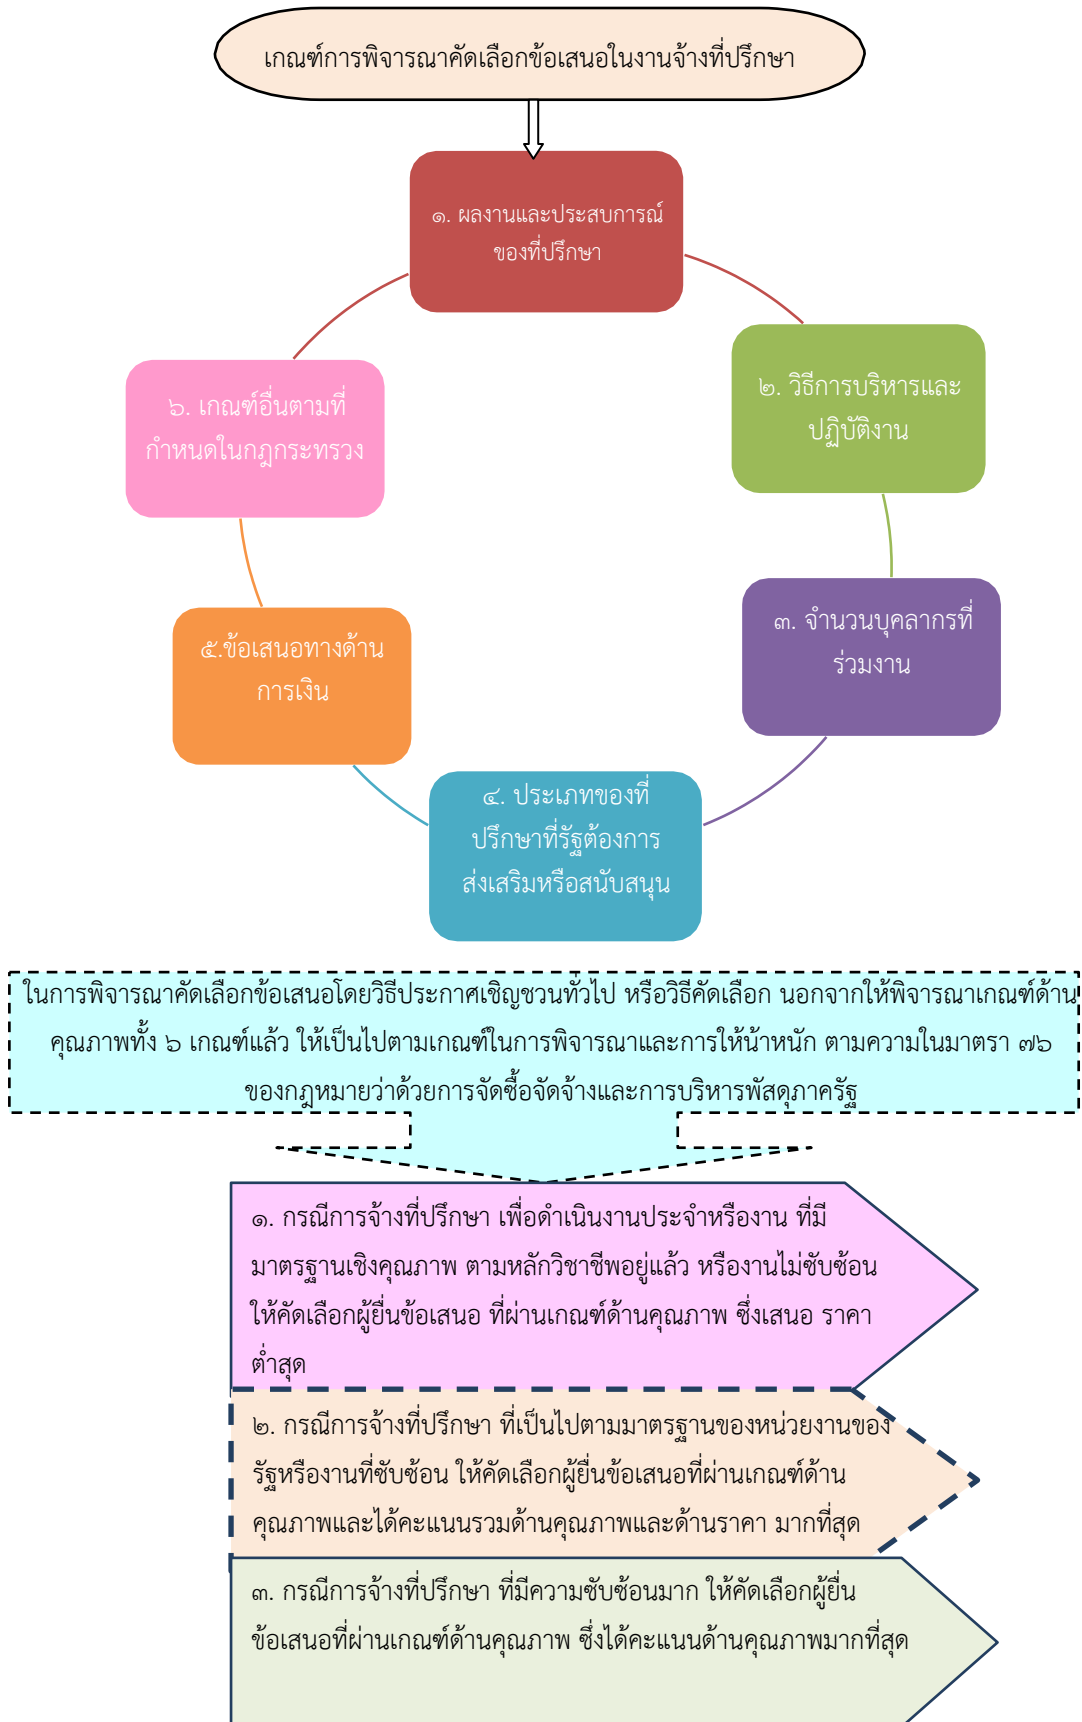 เกณฑ์การพิจารณาคัดเลือกข้อเสนอในงานจ้างที่ปรึกษา
๑. ผลงานและประสบการณ์
ของที่ปรึกษา
๒. วิธีการบริหารและ
ปฏิบัติงาน
๓. จำนวนบุคลากรที่
ร่วมงาน
๔. ประเภทของที่
ปรึกษาที่รัฐต้องการ
ส่งเสริมหรือสนับสนุน
๕.ข้อเสนอทางด้าน
การเงิน
๖. เกณฑ์อื่นตามที่
กำหนดในกฎกระทรวง
ในการพิจารณาคัดเลือกข้อเสนอโดยวิธีประกาศเชิญชวนทั่วไป หรือวิธีคัดเลือก นอกจากให้พิจารณาเกณฑ์ด้าน
คุณภาพทั้ง ๖ เกณฑ์แล้ว ให้เป็นไปตามเกณฑ์ในการพิจารณาและการให้น้าหนัก ตามความในมาตรา ๗๖
ของกฎหมายว่าด้วยการจัดซื้อจัดจ้างและการบริหารพัสดุภาครัฐ
๑. กรณีการจ้างที่ปรึกษา เพื่อดำเนินงานประจำหรืองาน ที่มี
มาตรฐานเชิงคุณภาพ ตามหลักวิชาชีพอยู่แล้ว หรืองานไม่ซับซ้อน
ให้คัดเลือกผู้ยื่นข้อเสนอ ที่ผ่านเกณฑ์ด้านคุณภาพ ซึ่งเสนอ ราคา
ต่ำสุด
๒. กรณีการจ้างที่ปรึกษา ที่เป็นไปตามมาตรฐานของหน่วยงานของ
รัฐหรืองานที่ซับซ้อน ให้คัดเลือกผู้ยื่นข้อเสนอที่ผ่านเกณฑ์ด้าน
คุณภาพและได้คะแนนรวมด้านคุณภาพและด้านราคา มากที่สุด
๓. กรณีการจ้างที่ปรึกษา ที่มีความซับซ้อนมาก ให้คัดเลือกผู้ยื่น
ข้อเสนอที่ผ่านเกณฑ์ด้านคุณภาพ ซึ่งได้คะแนนด้านคุณภาพมากที่สุด